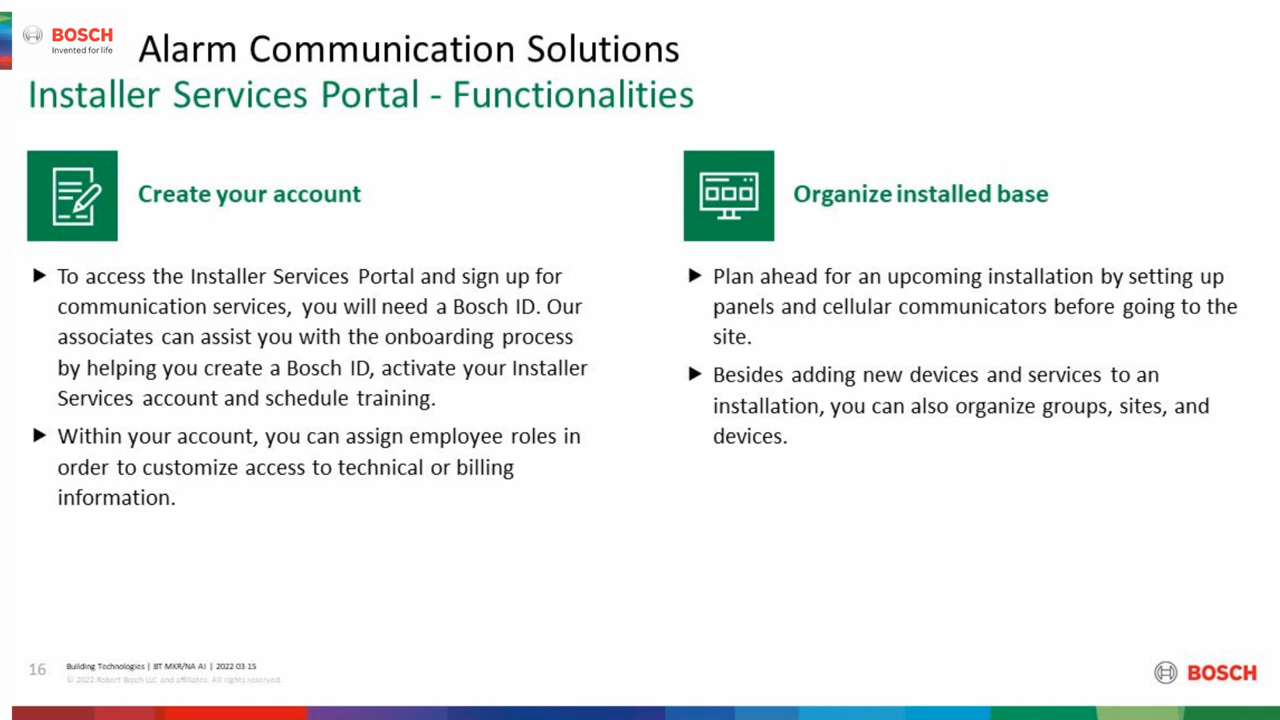 BOSCH
Invented for life
Alarm Communication Solutions
Installer Services Portal - Functionalities
Create your account
To access the Installer Services Portal and sign up for
communication services, you will need a Bosch ID. Our
associates can assist you with the onboarding process
by helping you create a Bosch ID, activate your Installer
Services account and schedule training.
Within your account, you can assign employee roles in
order to customize access to technical or billing
information.
Organize installed base
Plan ahead for an upcoming installation by setting up
panels and cellular communicators before going to the
site.
Besides adding new devices and services to an
installation, you can also organize groups, sites, and
devices.
16
Building Technologies | BT MKR/NA AI | 2022 03 15
© 2022 Robert Bosch LLC and affiliates. All rights reserved.
BOSCH